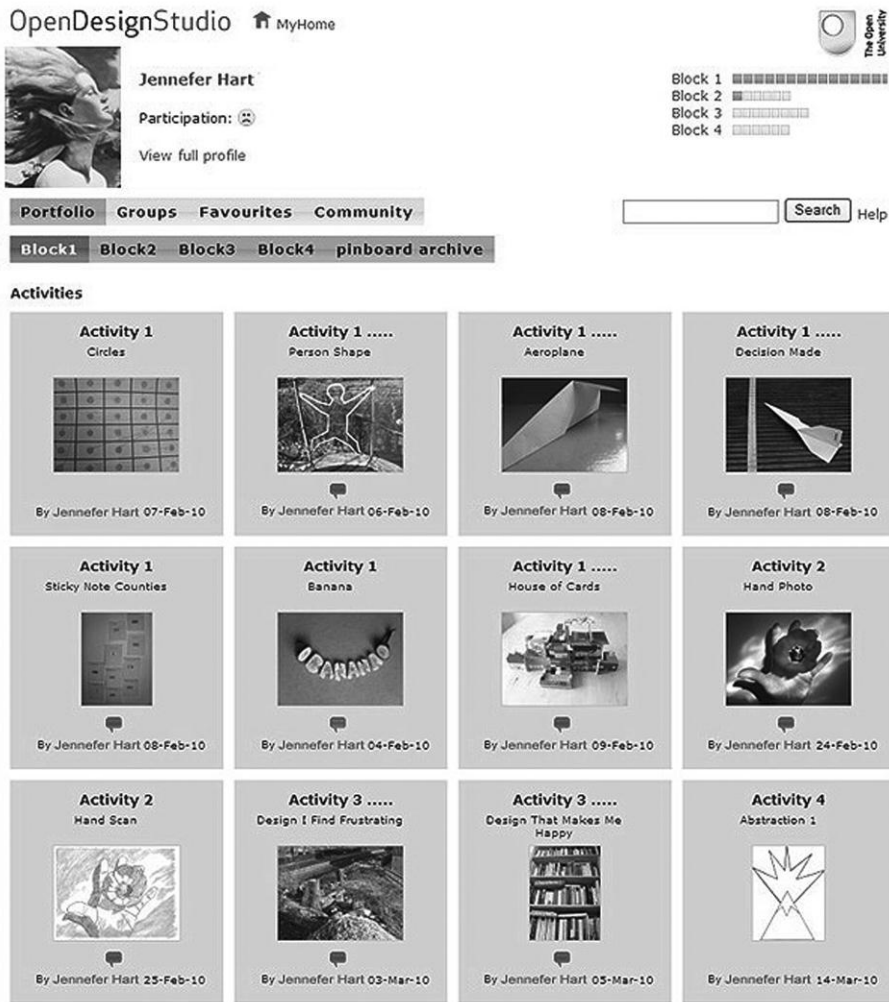 OpenDesignStudio MyHome
The Open
University
Jennefer Hart
Participation:
View full profile
Block 1
Block 2
Block 3
Block 4
Portfolio Groups Favourites Community
Search Help
Block1 Block2 Block3 Block4 pinboard archive
Activities
Activity 1
Circles
By Jennefer Hart 07-Feb-10
Activity 1 .....
Person Shape
By Jennefer Hart 06-Feb-10
Activity 1 .....
Aeroplane
By Jennefer Hart 08-Feb-10
Activity 1 .....
Decision Made
By Jennefer Hart 08-Feb-10
Activity 1
Sticky Note Counties
By Jennefer Hart 08-Feb-10
Activity 1
Banana
By Jennefer Hart 04-Feb-10
Activity 1 .....
House of Cards
By Jennefer Hart 09-Feb-10
Activity 2
Hand Photo
By Jennefer Hart 24-Feb-10
Activity 2
Hand Scan
By Jennefer Hart 25-Feb-10
Activity 3 .....
Design I Find Frustrating
By Jennefer Hart 03-Mar-10
Activity 3 .....
Design That Makes Me
Happy
By Jennefer Hart 05-Mar-10
Activity 4
Abstraction 1
By Jennefer Hart 14-Mar-10